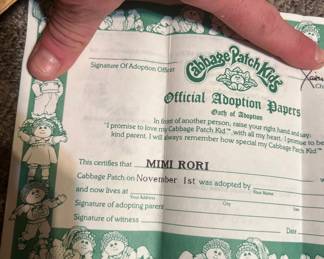 Signature Of Adoption Officer
Cabbage Patch Kids™
Official Adoption Papers
Oath of Adoption
In front of another person, raise your right hand and say:
"I promise to love my Cabbage Patch Kid™, with all my heart. I promise to be
kind parent. I will always remember how special my Cabbage Patch Kid™
This certifies that MIMI RORI
Cabbage Patch on November 1st was adopted by
Your Name
and now lives at
Your Address
City
Signature of adopting parent
Signature of witness
Date